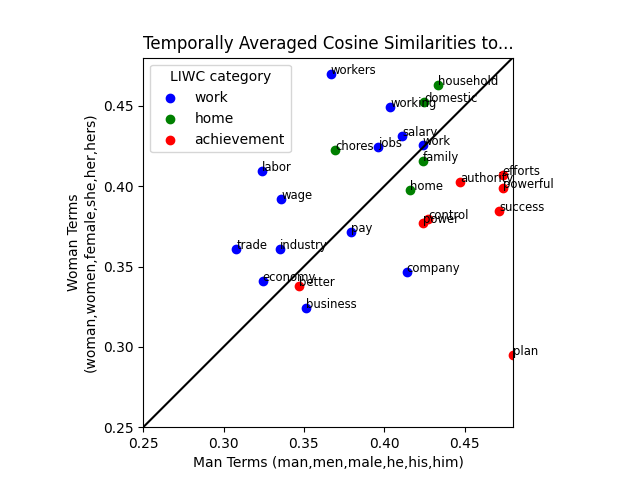 Temporally Averaged Cosine Similarities to...
LIWC category
work
home
achievement
workers
household
domestic
working
salary
work
jobs
chores
family
labor
efforts
authority
powerful
home
wage
success
control
power
pay
trade
industry
company
economy
better
business
plan
0.45
0.40
0.35
0.30
0.25
0.25
0.30
0.35
0.40
0.45
Woman Terms
(woman,women,female,she,her,hers)
Man Terms (man,men,male,he,his,him)